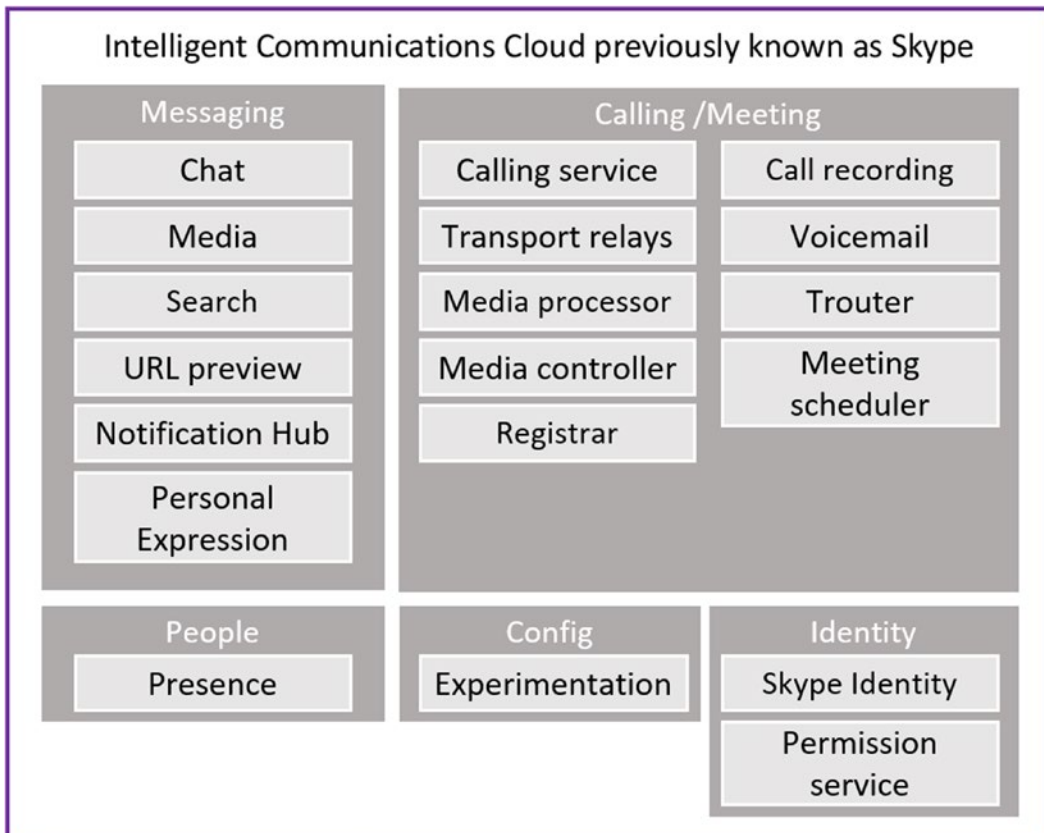 Intelligent Communications Cloud previously known as Skype
Messaging
Chat
Media
Search
URL preview
Notification Hub
Personal
Expression
Calling /Meeting
Calling service
Transport relays
Media processor
Media controller
Registrar
Call recording
Voicemail
Trouter
Meeting
scheduler
People
Presence
Config
Experimentation
Identity
Skype Identity
Permission
service